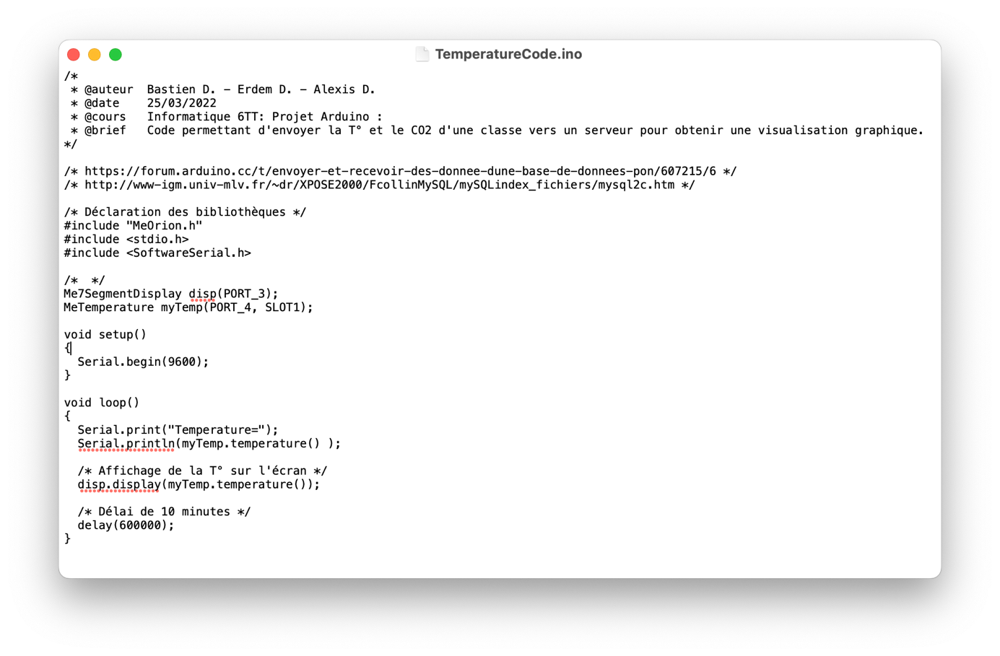 TemperatureCode.ino
/*
 * @auteur  Bastien D. – Erdem D. – Alexis D.
 * @date    25/03/2022
 * @cours   Informatique 6TT: Projet Arduino :
 * @brief   Code permettant d'envoyer la T° et le CO2 d'une classe vers un serveur pour obtenir une visualisation graphique.
*/

/* https://forum.arduino.cc/t/envoyer-et-recevoir-des-donnee-dune-base-de-donnees-pon/607215/6 */
/* http://www-igm.univ-mlv.fr/~dr/XPOSE2000/FcollinMySQL/mySQLindex_fichiers/mysql2c.htm */

/* Déclaration des bibliothèques */
#include "MeOrion.h"
#include <stdio.h>
#include <SoftwareSerial.h>

/*  */
Me7SegmentDisplay disp(PORT_3);
MeTemperature myTemp(PORT_4, SLOT1);

void setup()
{
  Serial.begin(9600);
}

void loop()
{
  Serial.print("Temperature=");
  Serial.println(myTemp.temperature() );

  /* Affichage de la T° sur l'écran */
  disp.display(myTemp.temperature());

  /* Délai de 10 minutes */
  delay(600000);
}